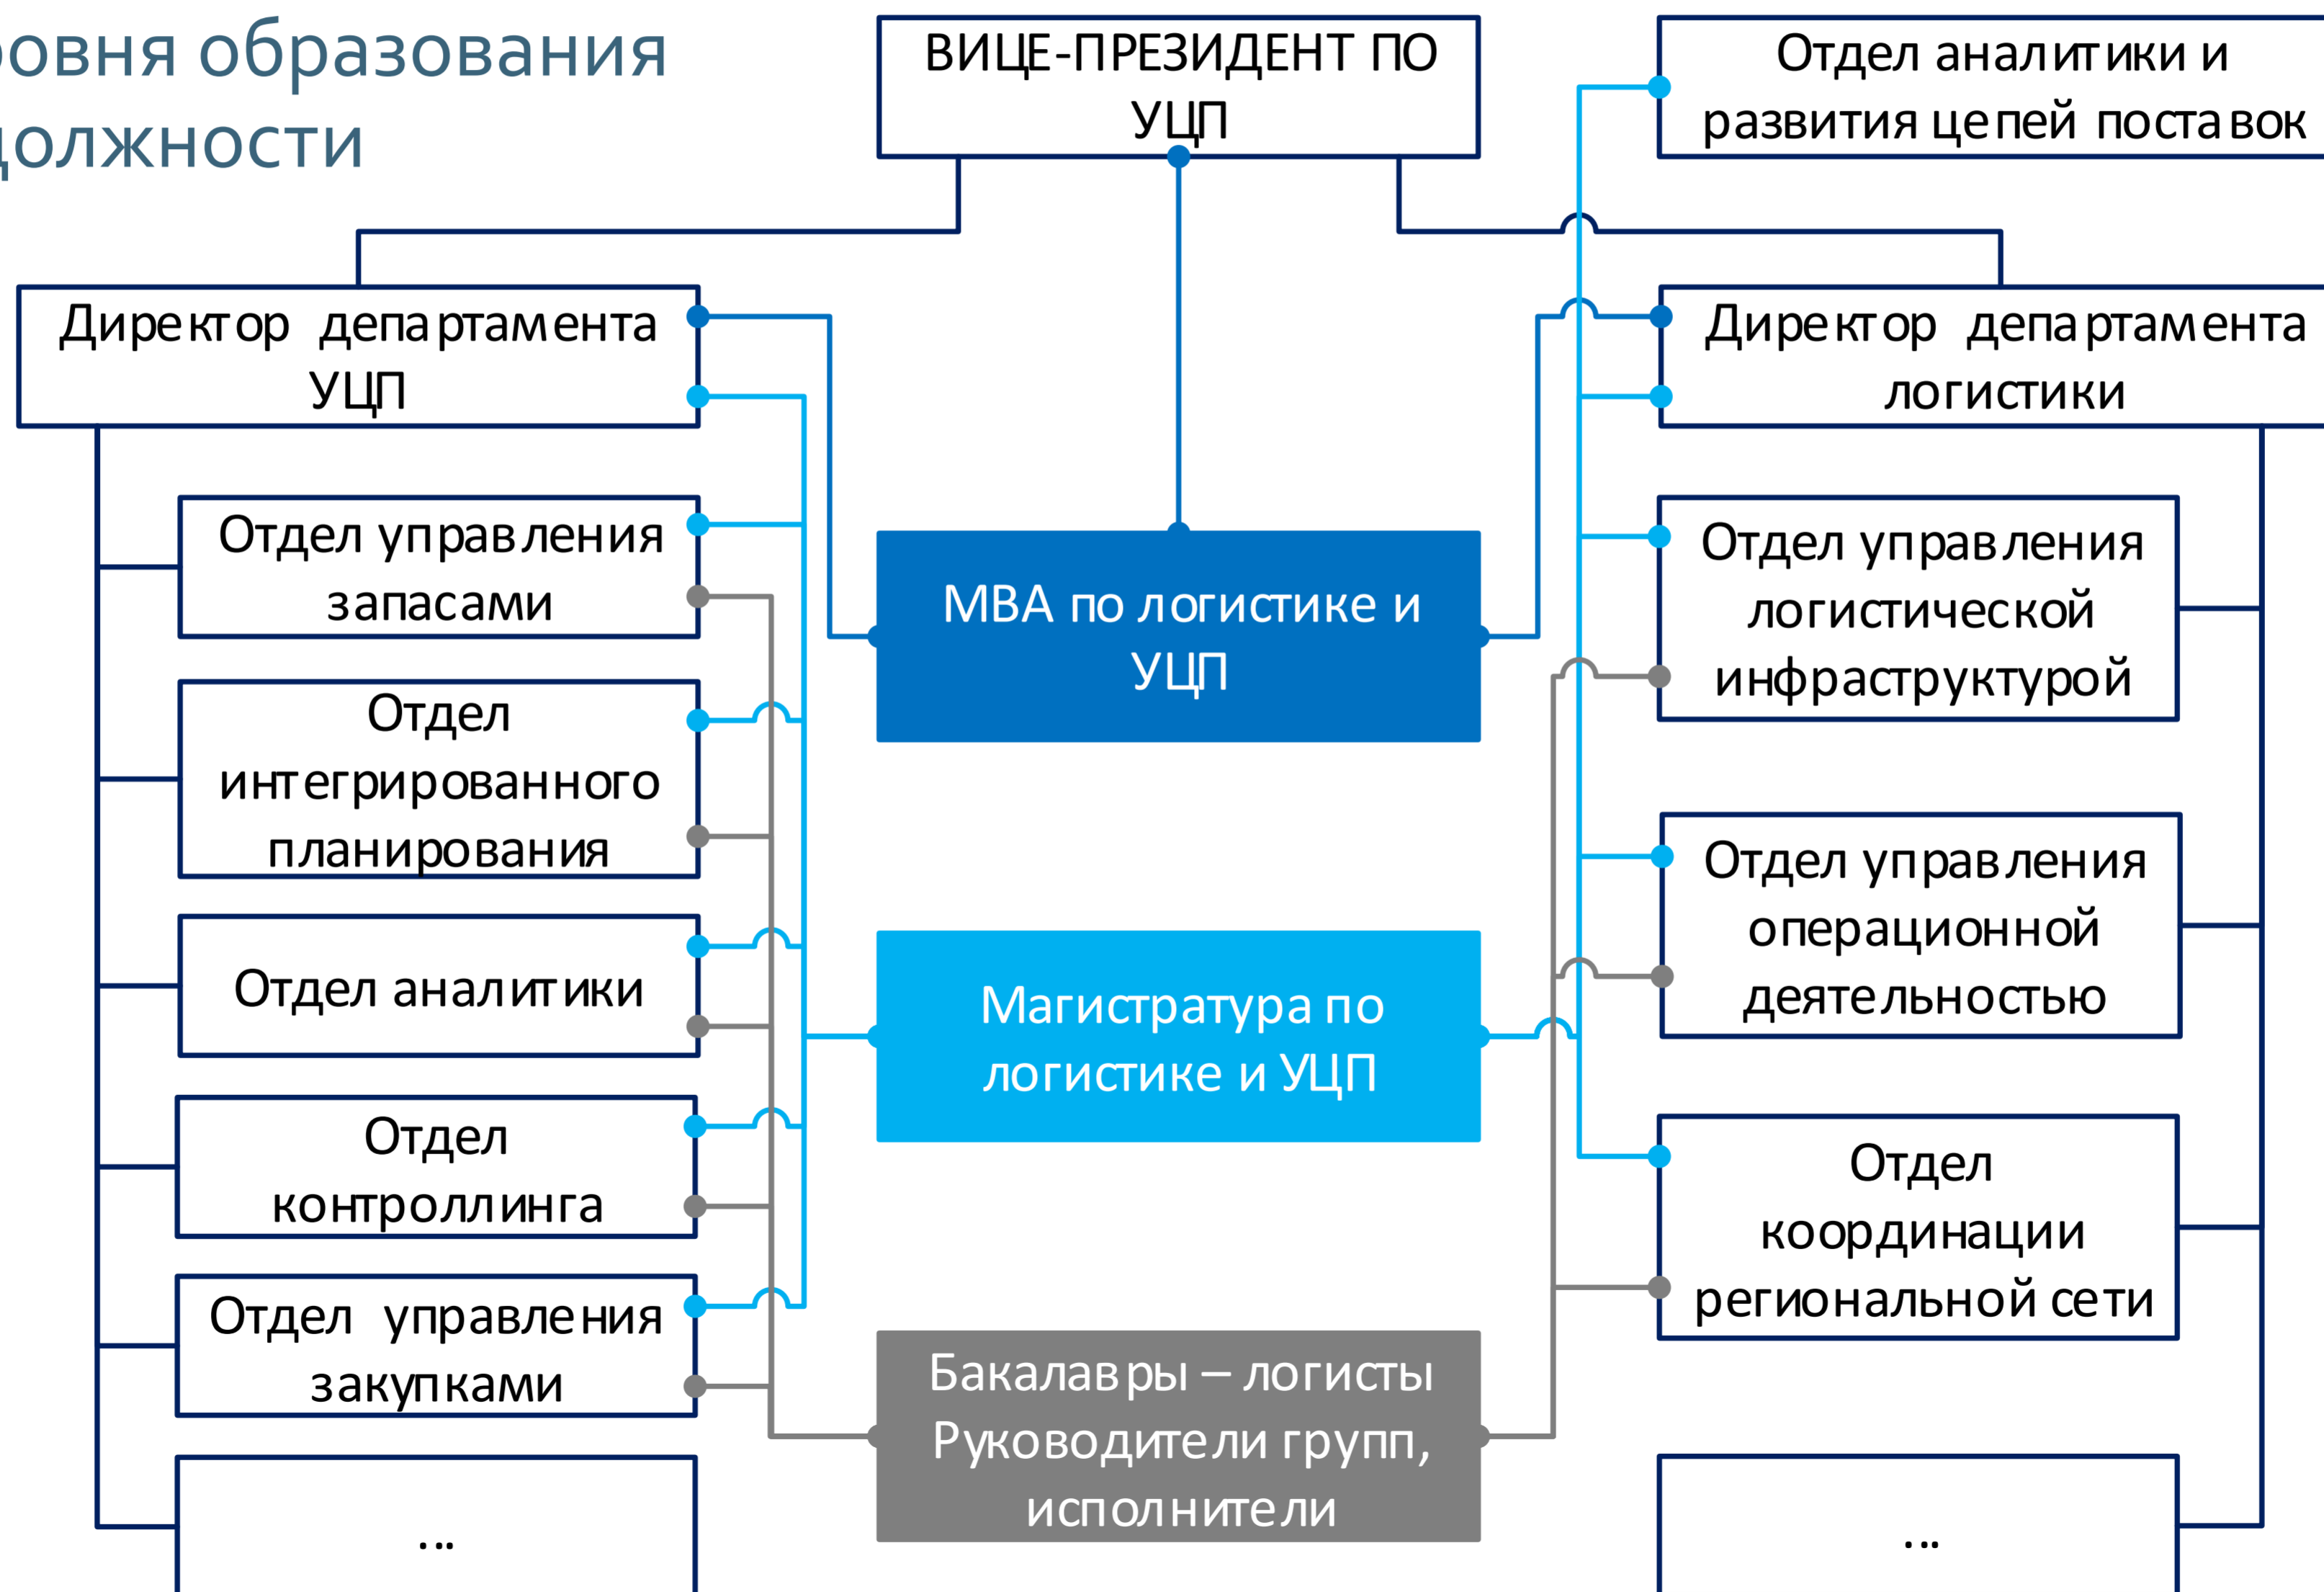 овня образования
должности
ВИЦЕ-ПРЕЗИДЕНТ ПО
УЦП
Отдел аналитики и
развития цепей поставок
Директор департамента
УЦП
Директор департамента
логистики
Отдел управления
запасами
Отдел
интегрированного
планирования
Отдел аналитики
Отдел
контроллинга
Отдел управления
закупками
...
МВА по логистике и
УЦП
Магистратура по
логистике и УЦП
Бакалавры – логисты
Руководители групп,
исполнители
Отдел управления
логистической
инфраструктурой
Отдел управления
операционной
деятельностью
Отдел
координации
региональной сети
...